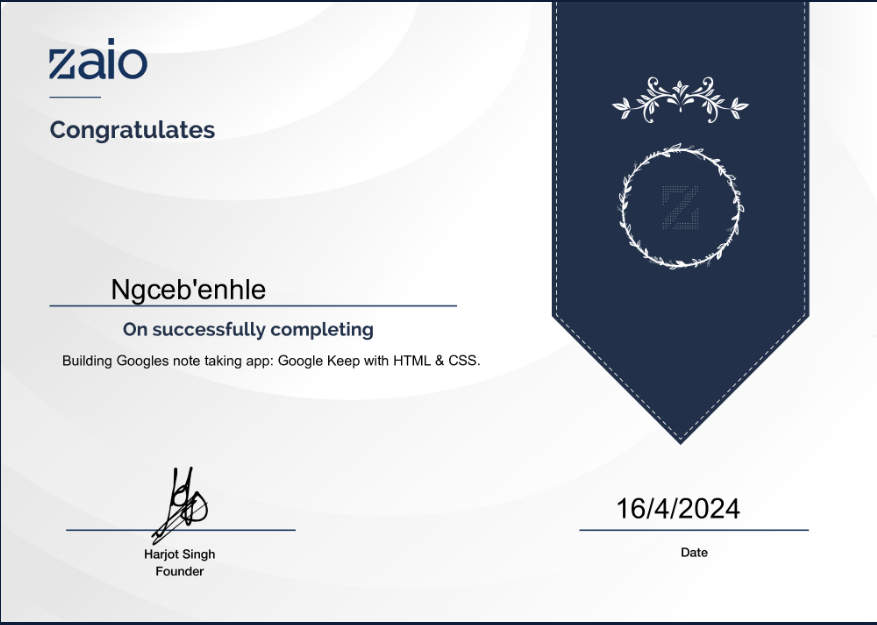 zaio
Congratulates
Ngceb'enhle
On successfully completing
Building Googles note taking app: Google Keep with HTML & CSS.
Harjot Singh
Founder
16/4/2024
Date
Z